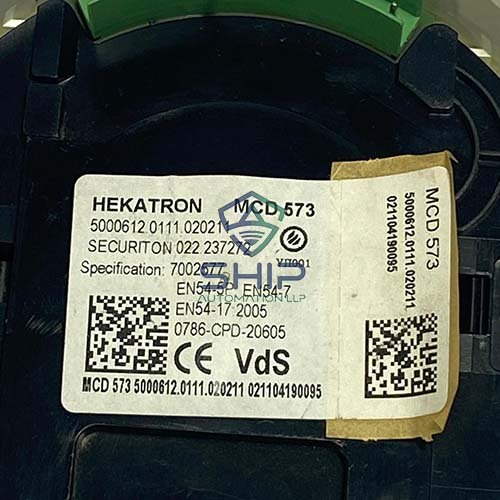 HEKATRON MCD 573
5000612.0111.020211
SECURITON 022 237272
УП001
Specification: 7002677
EN54-5P EN54-7
EN54-17 2005
0786-CPD-20605
CE VdS
MCD 573 5000612.0111.020211 021104190095
MCD 573
5000612.0111.020211.
021104190095
SHIP
AUTOMATION LLP